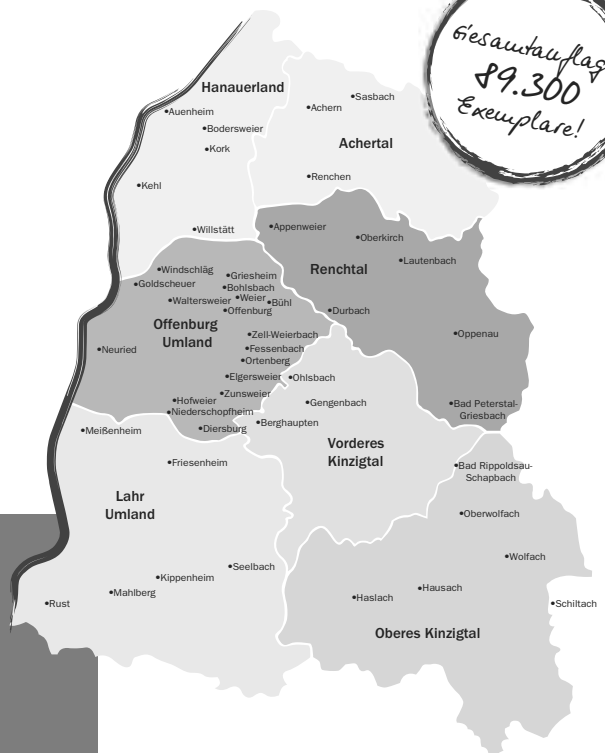 Gesamtauflag
89.300
Exemplare!
Hanauerland
•Auenheim
•Bodersweier
•Kork
•Kehl
•Willstätt
•Sasbach
•Achern
Achertal
•Renchen
•Appenweier
•Oberkirch
•Lautenbach
Renchtal
•Durbach
•Oppenau
•Bad Peterstal-
Griesbach
•Windschläg
•Goldscheuer
•Griesheim
•Bohlsbach
•Waltersweier
•Weier
•Bühl
•Offenburg
Offenburg
Umland
•Neuried
•Zell-Weierbach
•Fessenbach
•Ortenberg
•Elgersweier
•Ohlsbach
•Zunsweier
•Hofweier
•Niederschopfheim
•Diersburg
•Gengenbach
•Berghaupten
Vorderes
Kinzigtal
•Meißenheim
•Friesenheim
Lahr
Umland
•Seelbach
•Kippenheim
•Mahlberg
•Rust
•Bad Rippoldsau-
Schapbach
•Oberwolfach
•Wolfach
•Hausach
•Haslach
•Schiltach
Oberes Kinzigtal